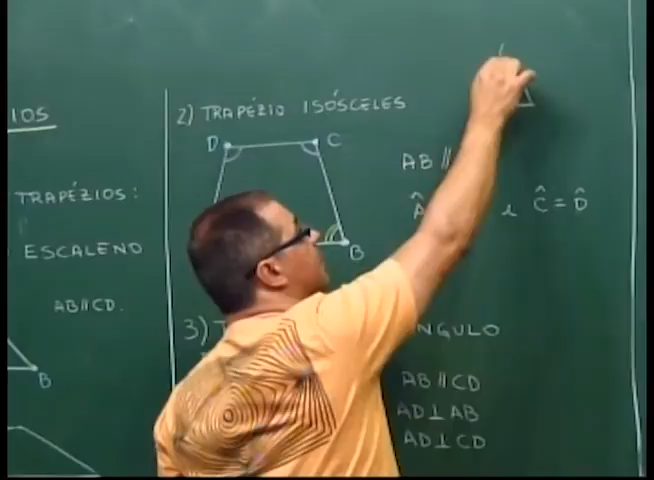 IOS
TRAPÉZIOS:
ESCALENO
AB//CD.
B
2) TRAPÉZIO ISÓSCELES
D C
B
AB //
Â
e Ĉ = D̂
3)
NGULO
AB // CD
AD ⊥ AB
AD ⊥ CD